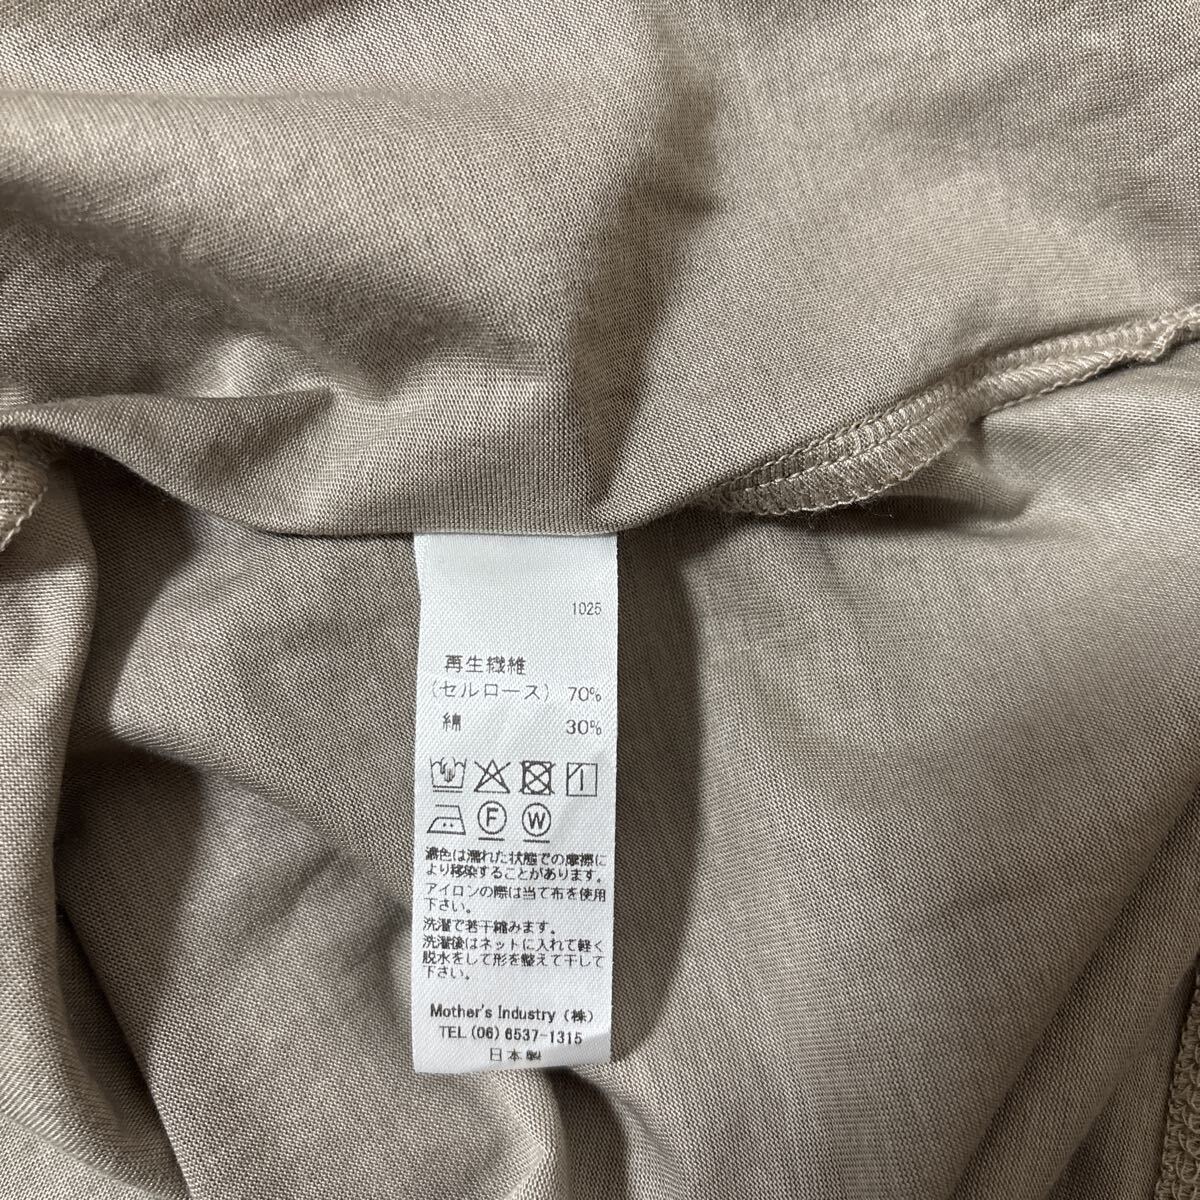 1025
再生繊維
(セルロース) 70%
綿 30%
F W
濃色は濡れた状態での摩擦に
より移染することがあります。
アイロンの際は当て布を使用
下さい。
洗濯で若干縮みます。
洗濯後はネットに入れて軽く
脱水をして形を整えて干して
下さい。
Mother's Industry (株)
TEL (06) 6537-1315
日本製